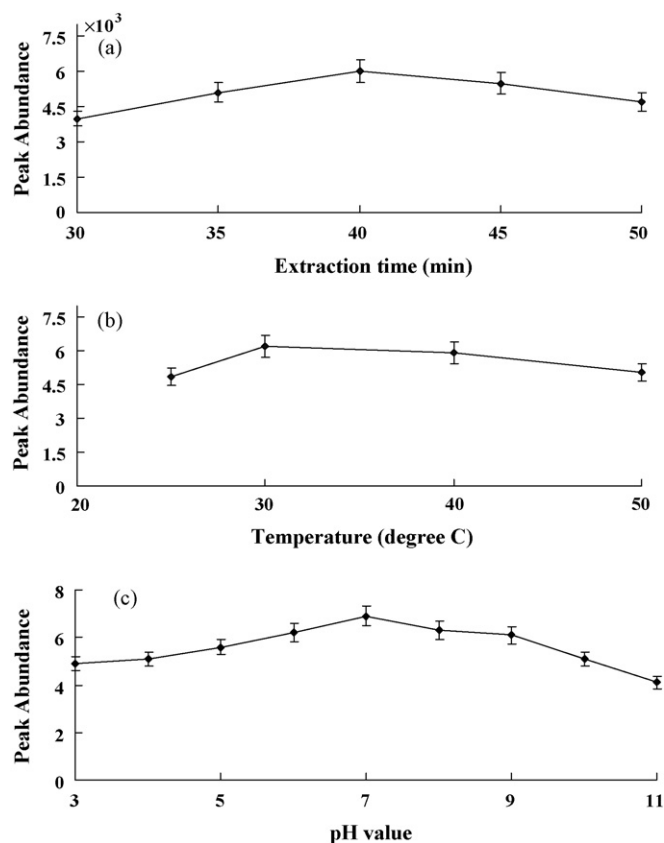 ×10³
(a)
7.5
6
4.5
3
1.5
0
Peak Abundance
30 35 40 45 50
Extraction time (min)
(b)
7.5
6
4.5
3
1.5
0
Peak Abundance
20 30 40 50
Temperature (degree C)
(c)
8
6
4
2
0
Peak Abundance
3 5 7 9 11
pH value